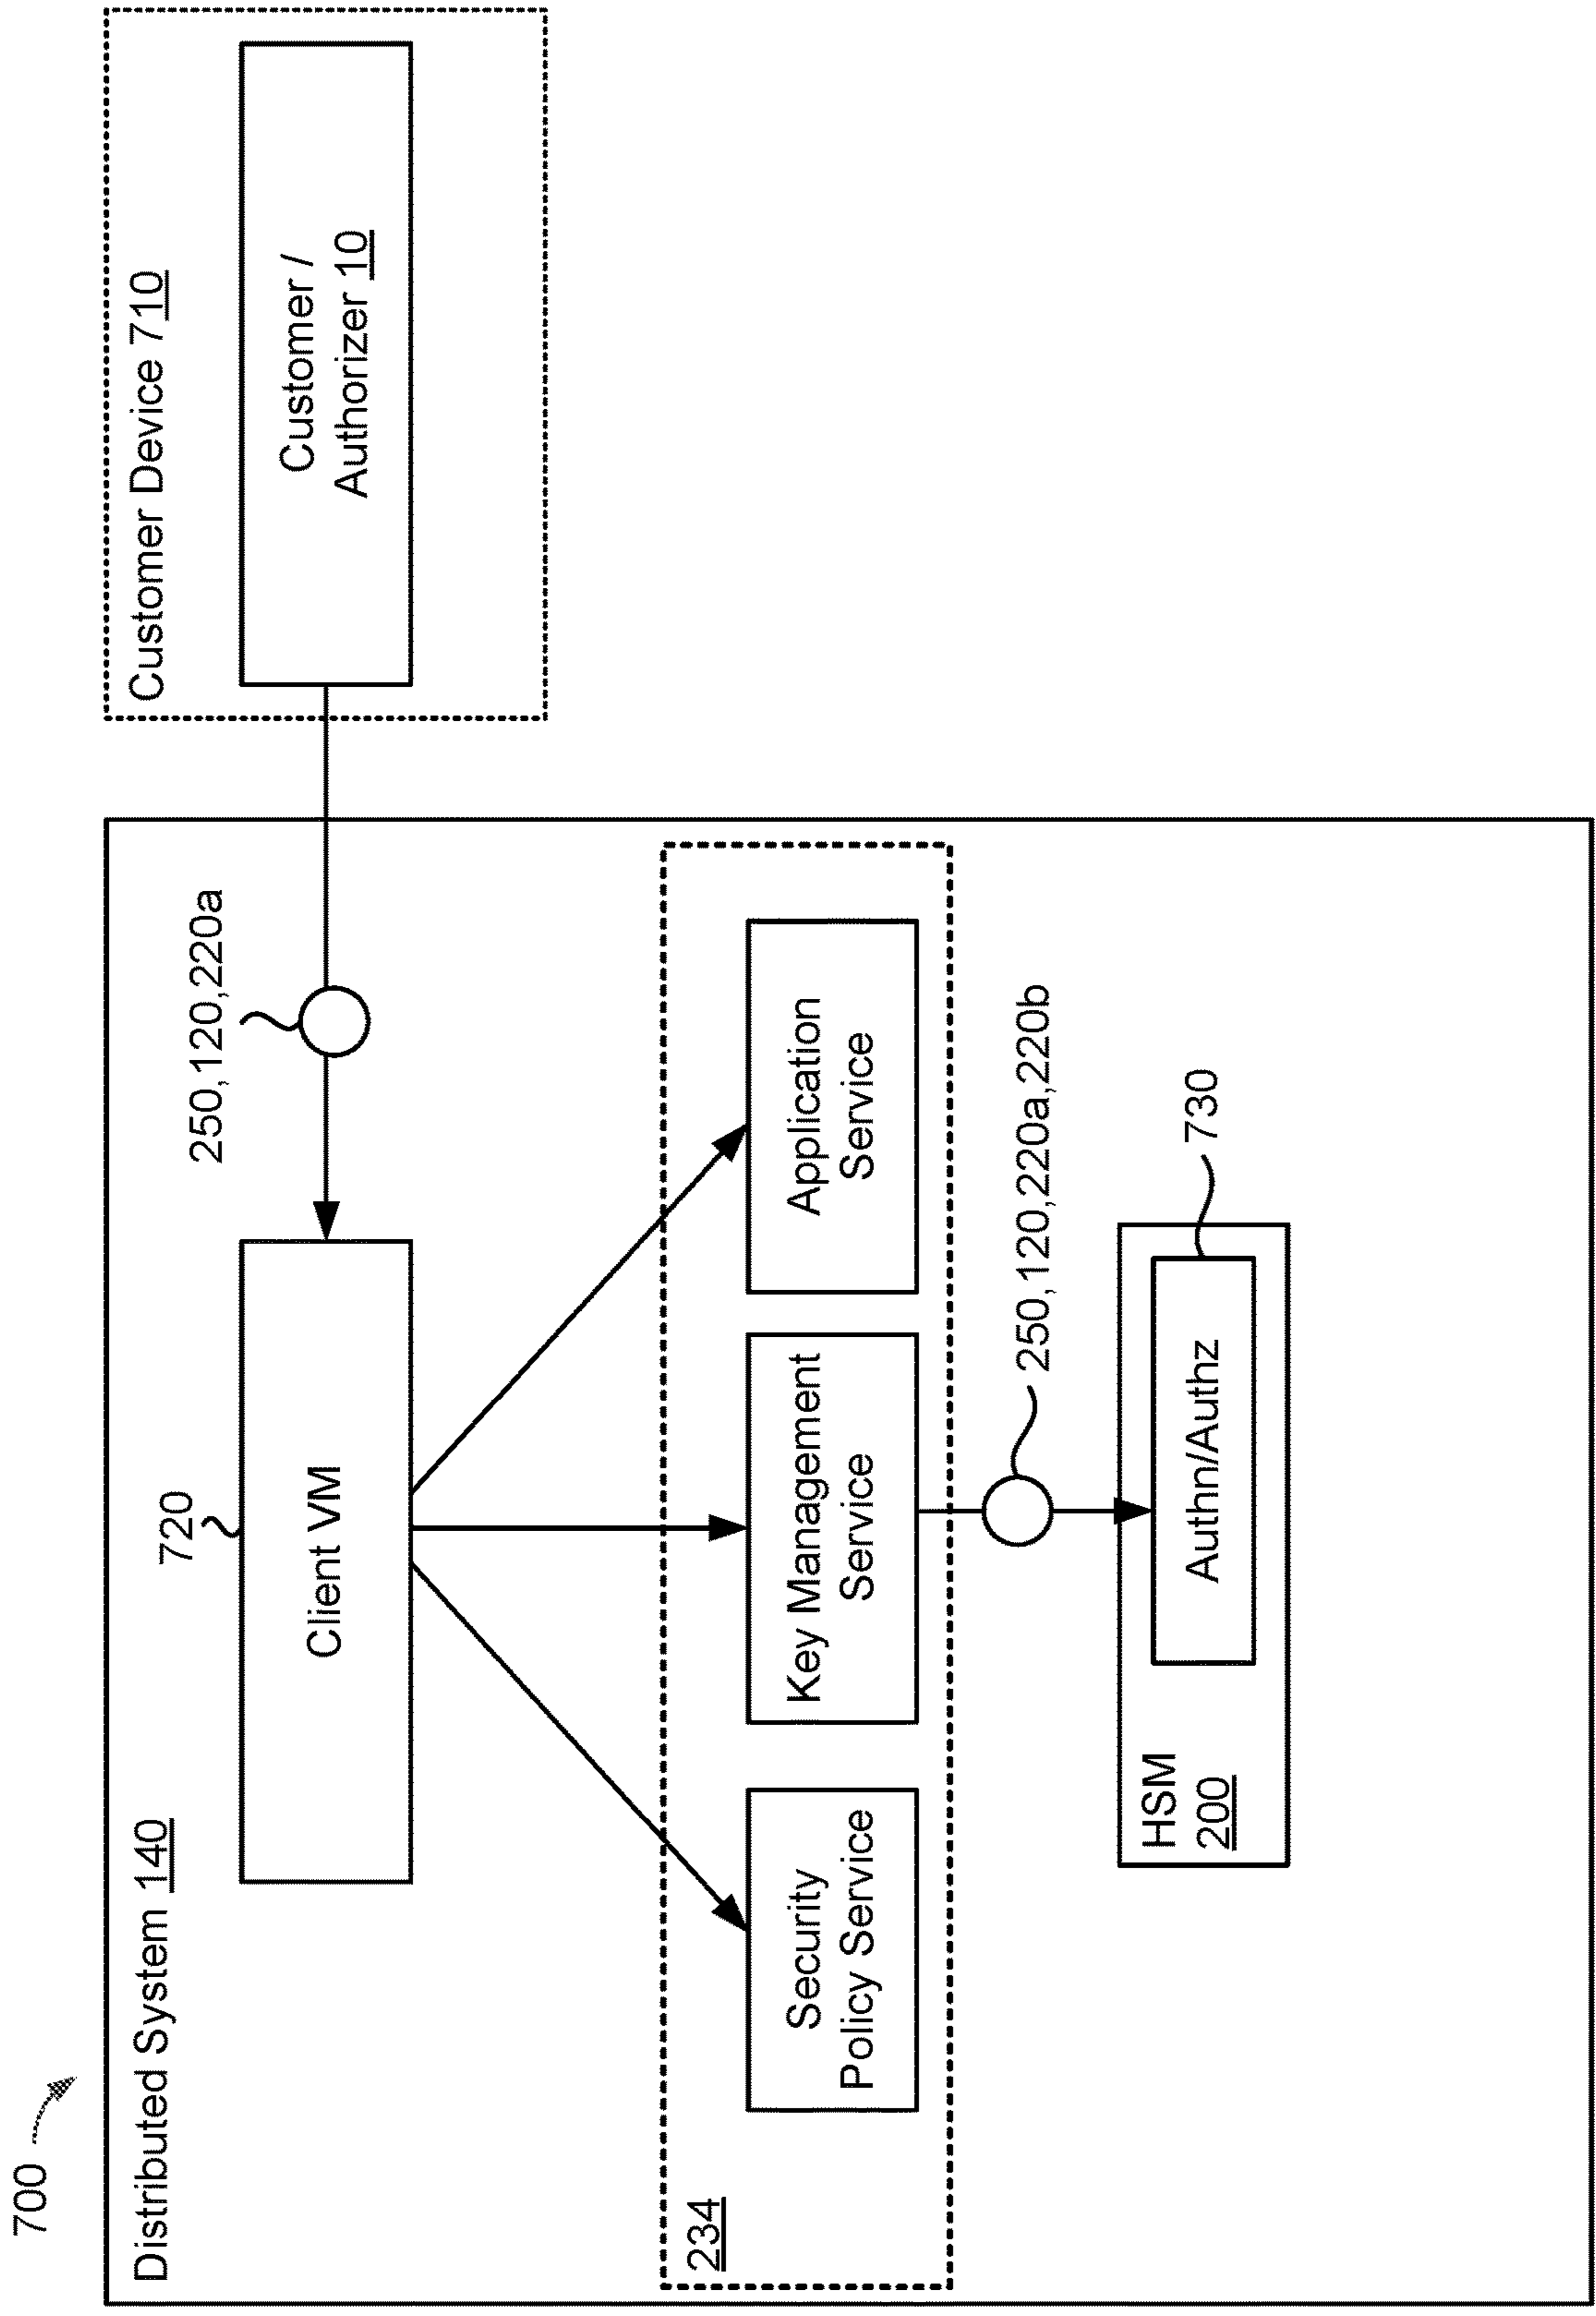 700
Distributed System 140
Customer Device 710
720
Client VM
250,120,220a
Customer /
Authorizer 10
234
Security
Policy Service
Key Management
Service
Application
Service
250,120,220a,220b
HSM
200
Authn/Authz
730